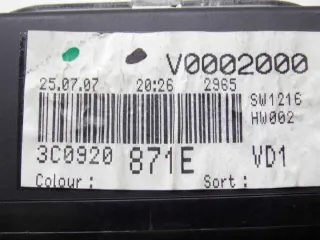 V0002000
25.07.07 20:26 2965
SW1216
HW002
3C0920 871E VD1
Colour : Sort :